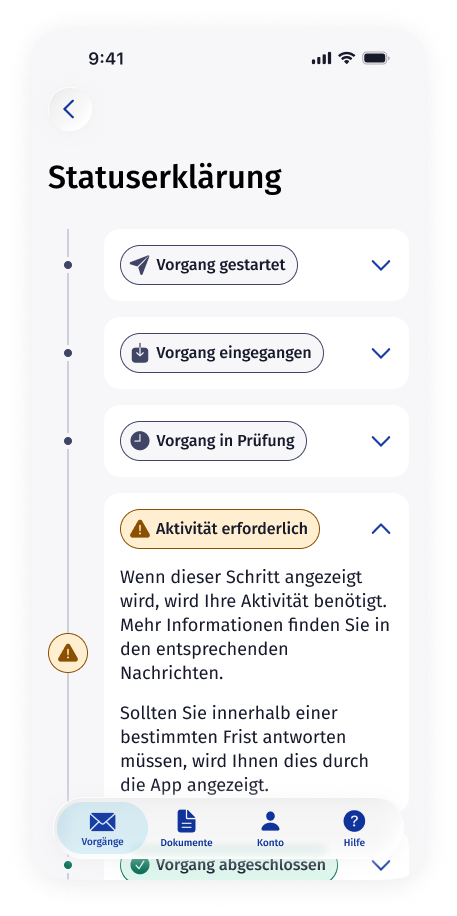 9:41
Statuserklärung
Vorgang gestartet
Vorgang eingegangen
Vorgang in Prüfung
Aktivität erforderlich
Wenn dieser Schritt angezeigt
wird, wird Ihre Aktivität benötigt.
Mehr Informationen finden Sie in
den entsprechenden
Nachrichten.
Sollten Sie innerhalb einer
bestimmten Frist antworten
müssen, wird Ihnen dies durch
die App angezeigt.
Vorgänge Dokumente Konto Hilfe
Vorgang abgeschlossen